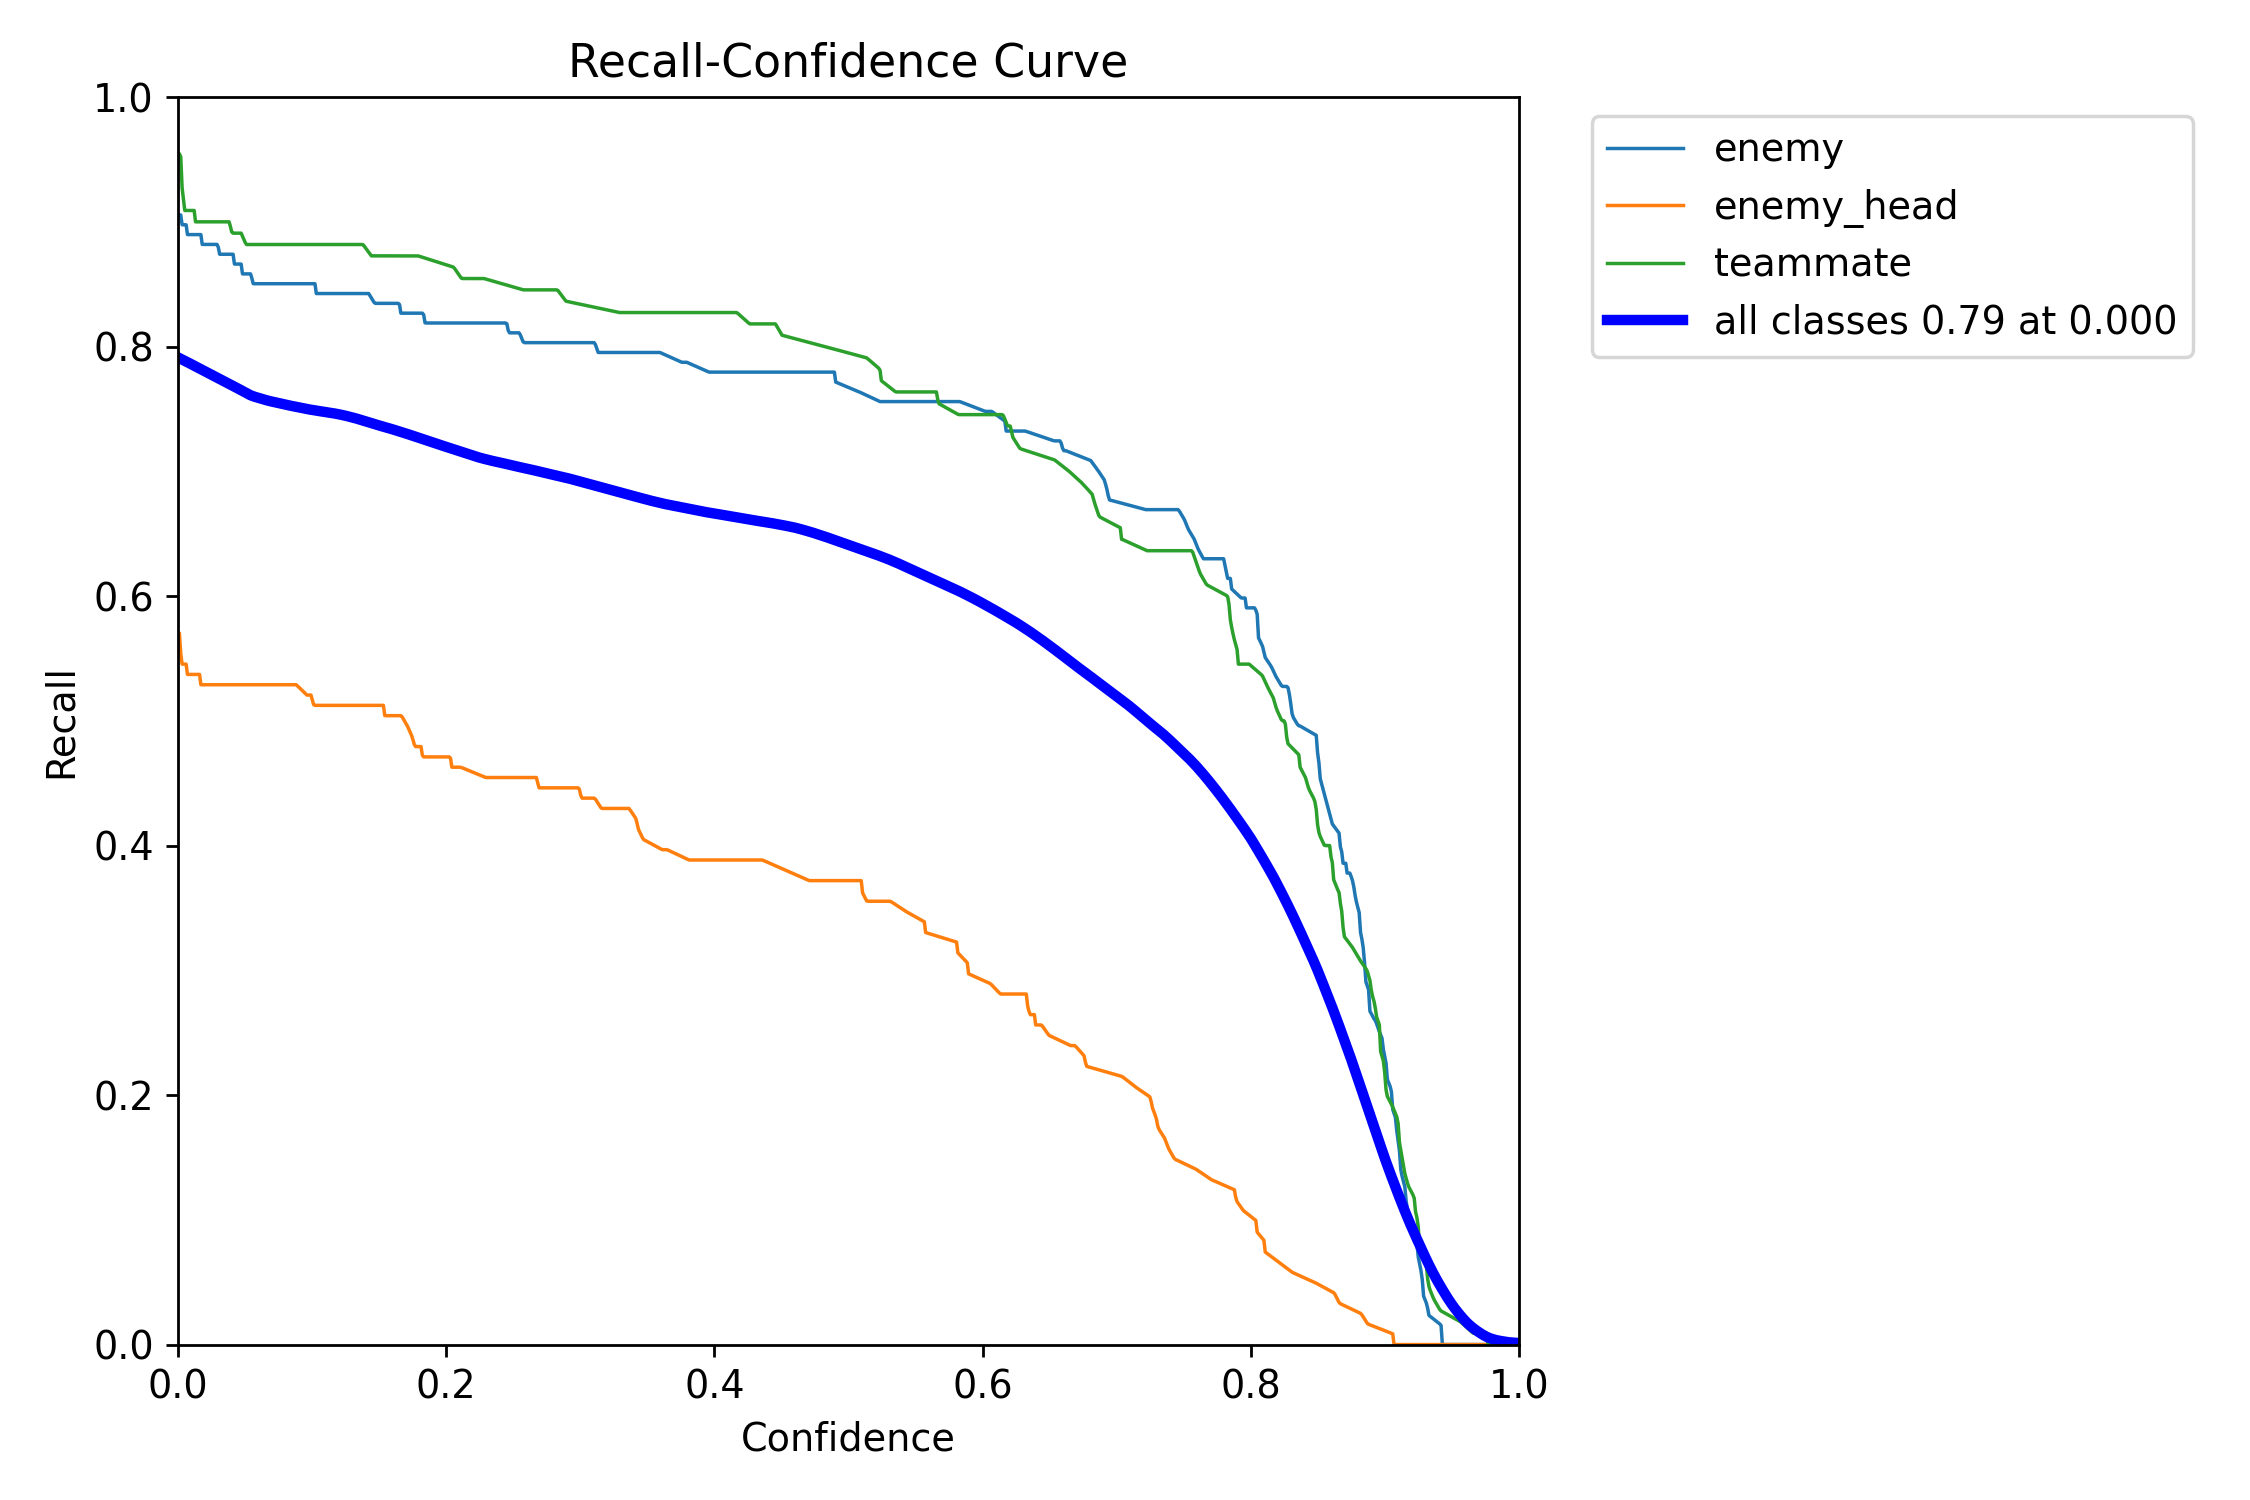 Recall-Confidence Curve
1.0
0.8
0.6
0.4
0.2
0.0
Recall
0.0 0.2 0.4 0.6 0.8 1.0
Confidence
enemy
enemy_head
teammate
all classes 0.79 at 0.000